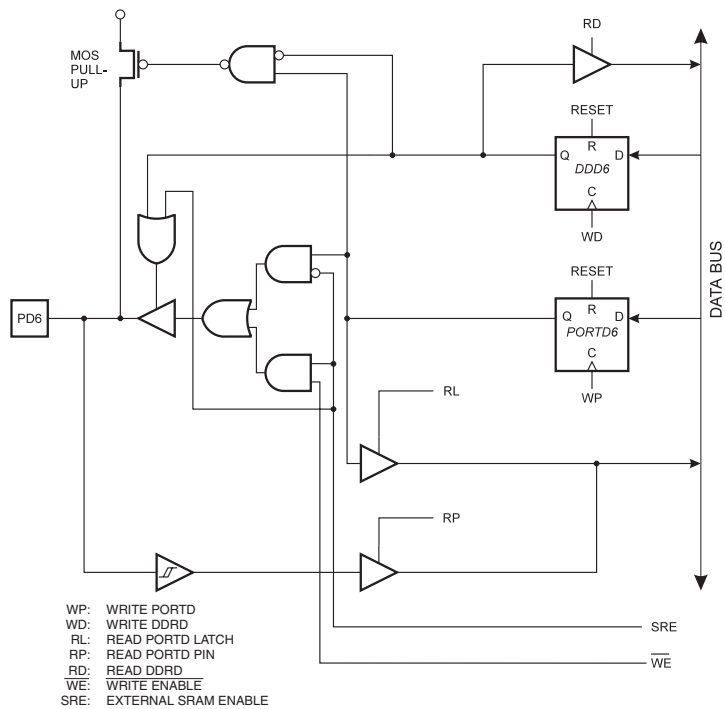 RD
MOS
PULL-
UP
RESET
R
Q
D
DDD6
C
WD
RESET
PD6
R
Q
D
PORTD6
C
WP
DATA BUS
RL
RP
SRE
WE
WP: WRITE PORTD
WD: WRITE DDRD
RL: READ PORTD LATCH
RP: READ PORTD PIN
RD: READ DDRD
WE: WRITE ENABLE
SRE: EXTERNAL SRAM ENABLE